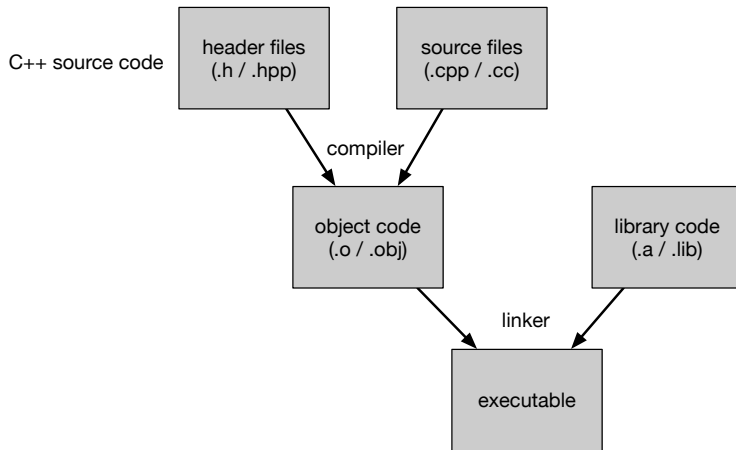 C++ source code
header files
(.h / .hpp)
source files
(.cpp / .cc)
compiler
object code
(.o / .obj)
library code
(.a / .lib)
linker
executable